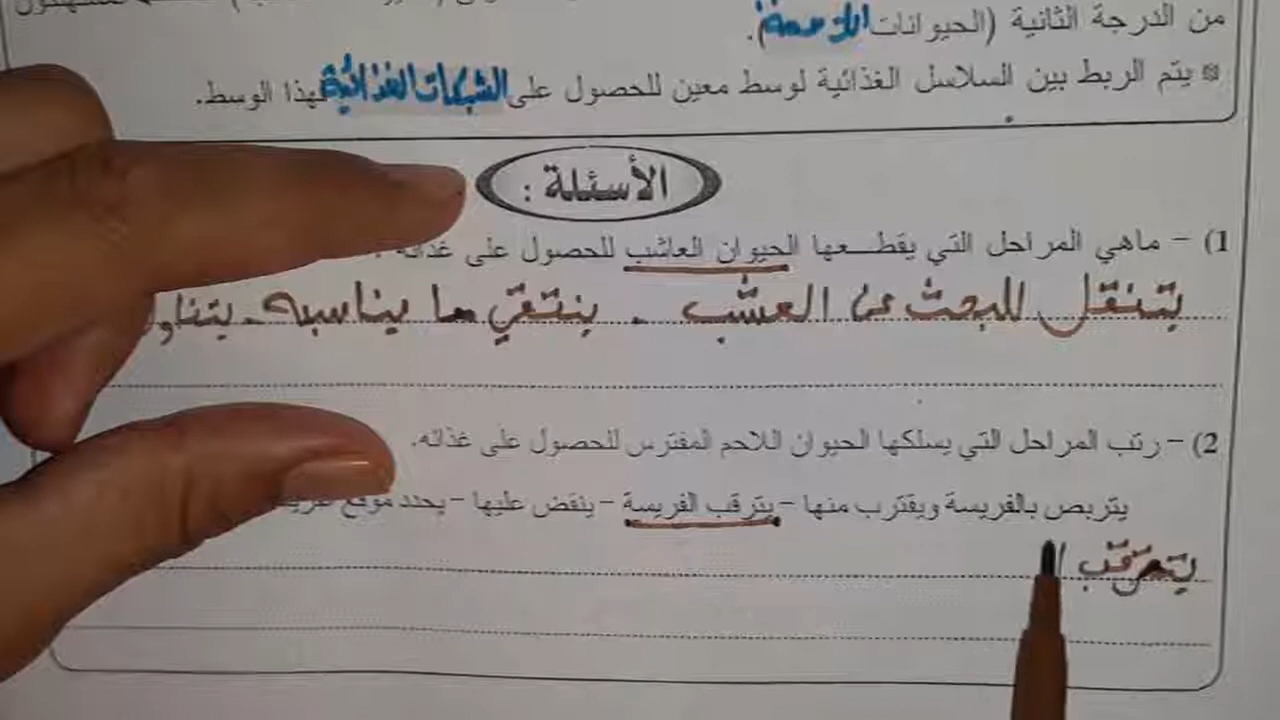 من الدرجة الثانية (الحيوانات اللاحمة).
* يتم الربط بين السلاسل الغذائية لوسط معين للحصول على الشبكات الغذائية لهذا الوسط.
الأسئلة :
1) - ماهي المراحل التي يقطعها الحيوان العاشب للحصول على غذائه
يتنقل للبحث عن العشب . ينتقي ما يناسبه . يتناول
2) - رتب المراحل التي يسلكها الحيوان اللاحم المفترس للحصول على غذائه.
يتربص بالفريسة ويقترب منها - يترقب الفريسة - ينقض عليها - يحدد موقع
يترقب ال